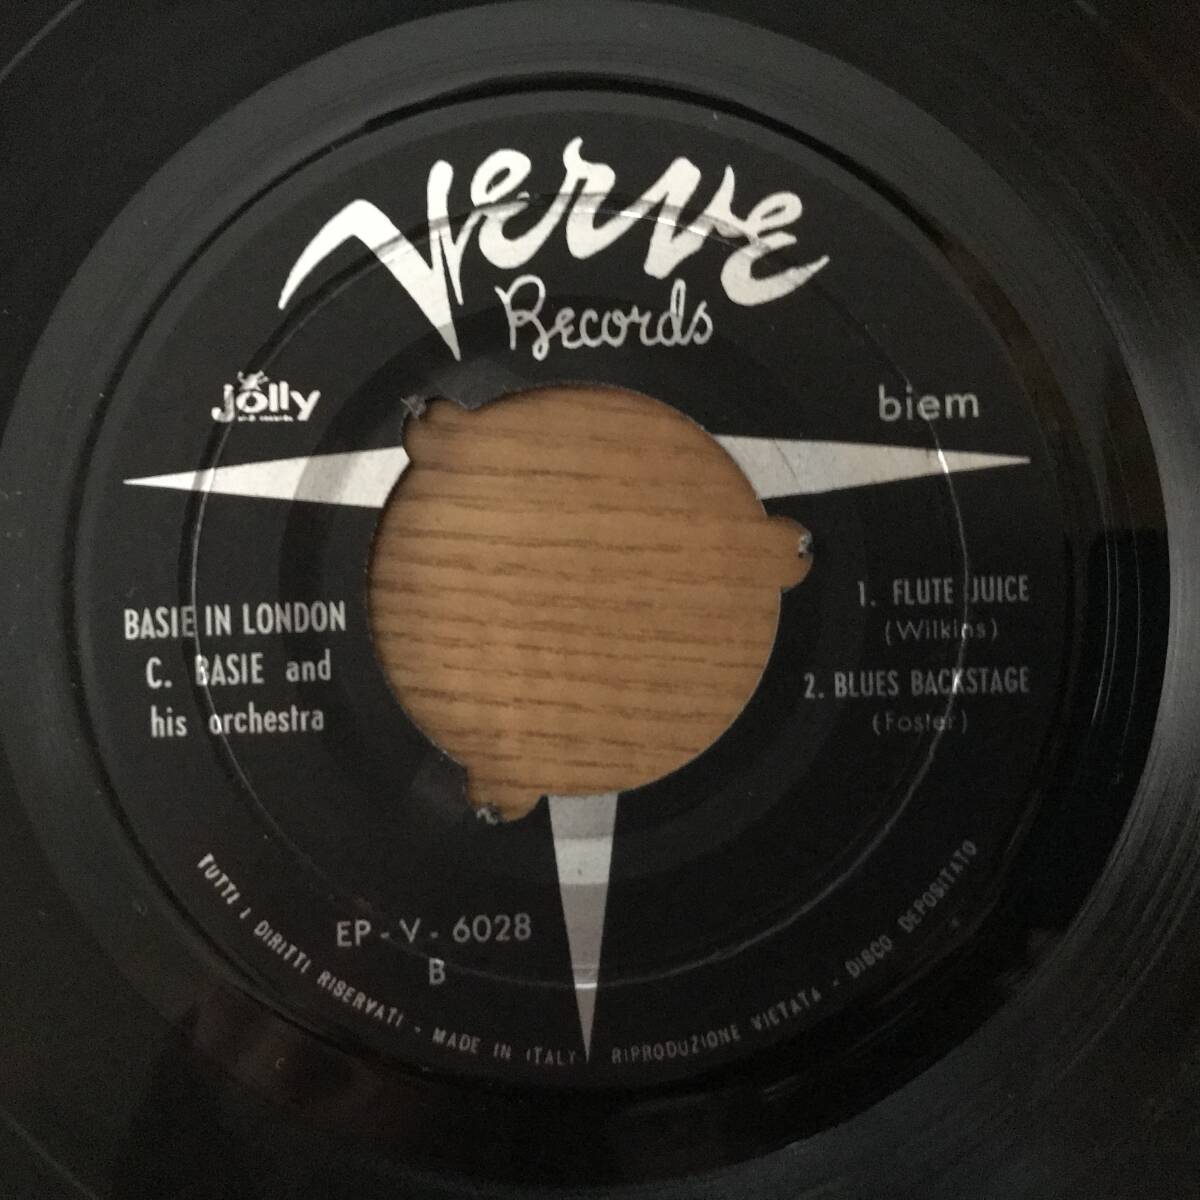 Verve
Records
Jolly
biem
BASIE IN LONDON
C. BASIE and
his orchestra
1. FLUTE JUICE
(Wilkins)
2. BLUES BACKSTAGE
(Foster)
EP - V - 6028
B
TUTTI I DIRITTI RISERVATI - MADE IN ITALY RIPRODUZIONE VIETATA - DISCO DEPOSITATO